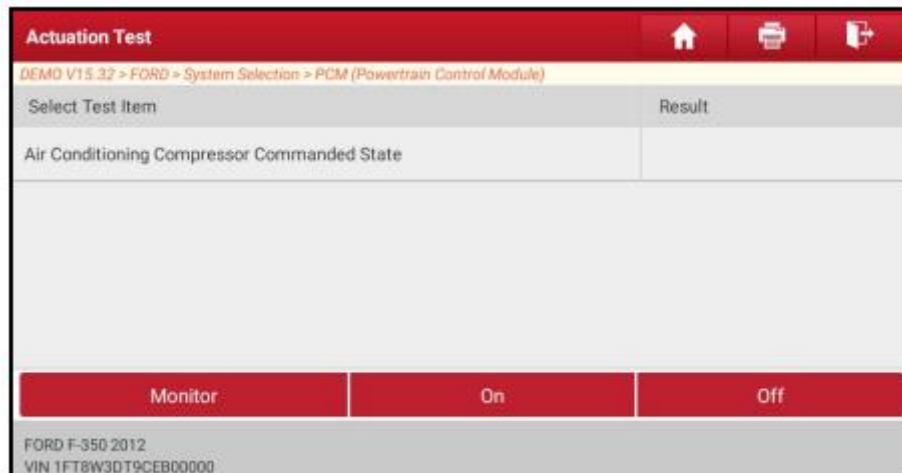 Actuation Test
DEMO V15.32 > FORD > System Selection > PCM (Powertrain Control Module)
Select Test Item Result
Air Conditioning Compressor Commanded State
Monitor On Off
FORD F-350 2012
VIN 1FT8W3DT9CEB00000